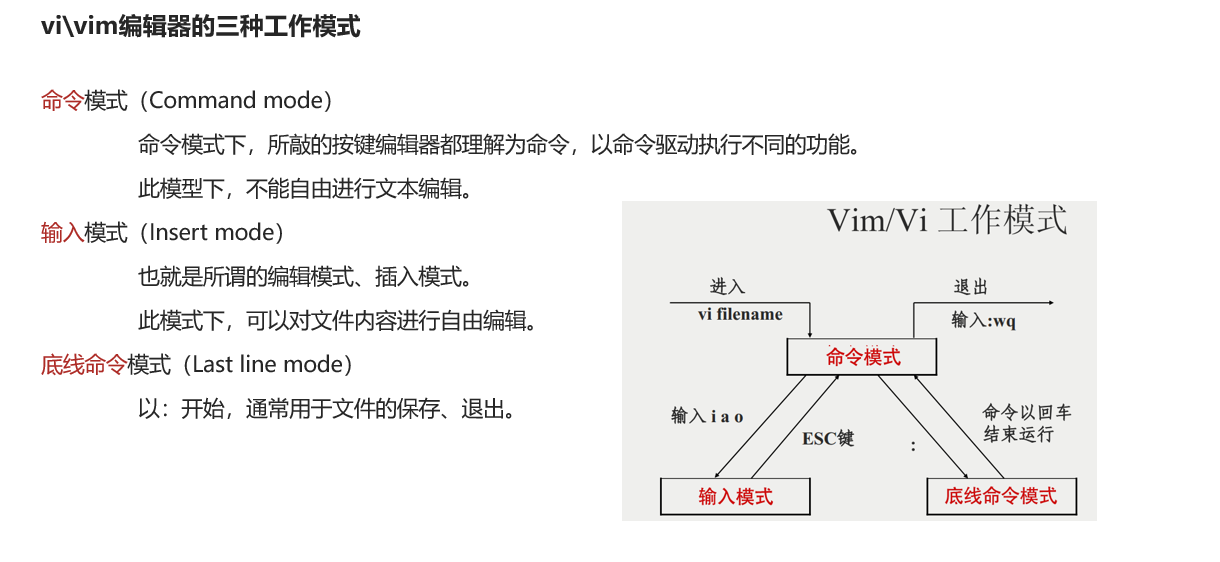 vi\vim编辑器的三种工作模式
命令模式（Command mode）
命令模式下，所敲的按键编辑器都理解为命令，以命令驱动执行不同的功能。
此模型下，不能自由进行文本编辑。
输入模式（Insert mode）
也就是所谓的编辑模式、插入模式。
此模式下，可以对文件内容进行自由编辑。
底线命令模式（Last line mode）
以：开始，通常用于文件的保存、退出。
Vim/Vi 工作模式
进入
vi filename
退出
输入:wq
命令模式
输入 i a o
ESC键
:
命令以回车
结束运行
输入模式
底线命令模式